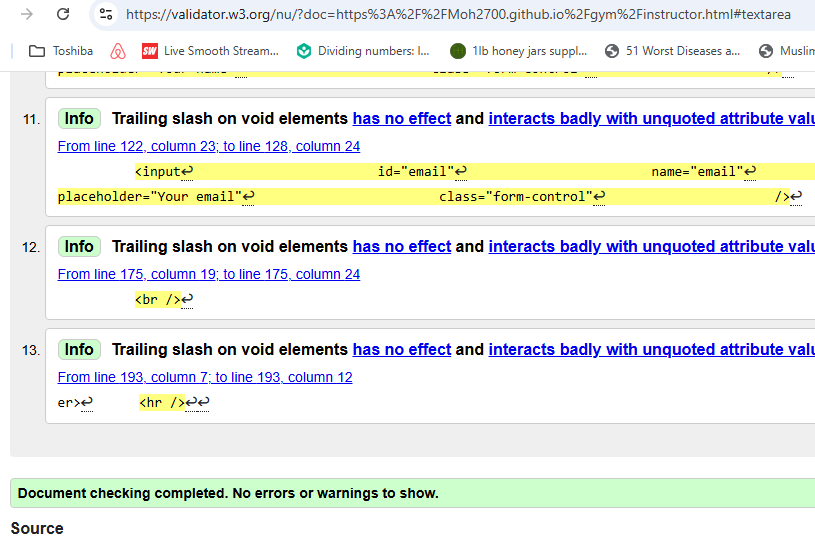 https://validator.w3.org/nu/?doc=https%3A%2F%2FMoh2700.github.io%2Fgym%2Finstructor.html#textarea
Toshiba SW Live Smooth Stream... Dividing numbers: I... 1lb honey jars suppl... 51 Worst Diseases a... Muslim
11. Info Trailing slash on void elements has no effect and interacts badly with unquoted attribute valu
From line 122, column 23; to line 128, column 24
<input↩ id="email"↩ name="email"↩
placeholder="Your email"↩ class="form-control"↩ />↩
12. Info Trailing slash on void elements has no effect and interacts badly with unquoted attribute valu
From line 175, column 19; to line 175, column 24
<br />↩
13. Info Trailing slash on void elements has no effect and interacts badly with unquoted attribute valu
From line 193, column 7; to line 193, column 12
er>↩ <hr />↩↩
Document checking completed. No errors or warnings to show.
Source